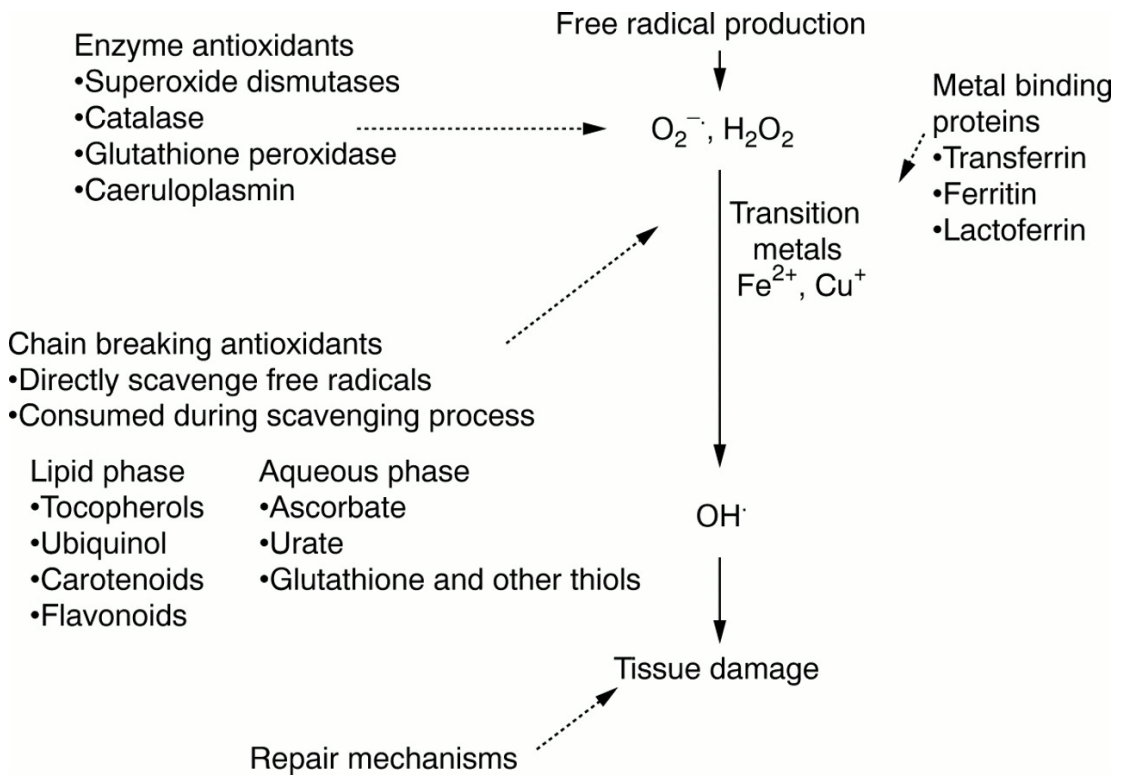 Free radical production
Enzyme antioxidants
•Superoxide dismutases
•Catalase
•Glutathione peroxidase
•Caeruloplasmin
O₂⁻·, H₂O₂
Metal binding
proteins
•Transferrin
•Ferritin
•Lactoferrin
Transition
metals
Fe²⁺, Cu⁺
Chain breaking antioxidants
•Directly scavenge free radicals
•Consumed during scavenging process
Lipid phase
•Tocopherols
•Ubiquinol
•Carotenoids
•Flavonoids
Aqueous phase
•Ascorbate
•Urate
•Glutathione and other thiols
OH·
Tissue damage
Repair mechanisms